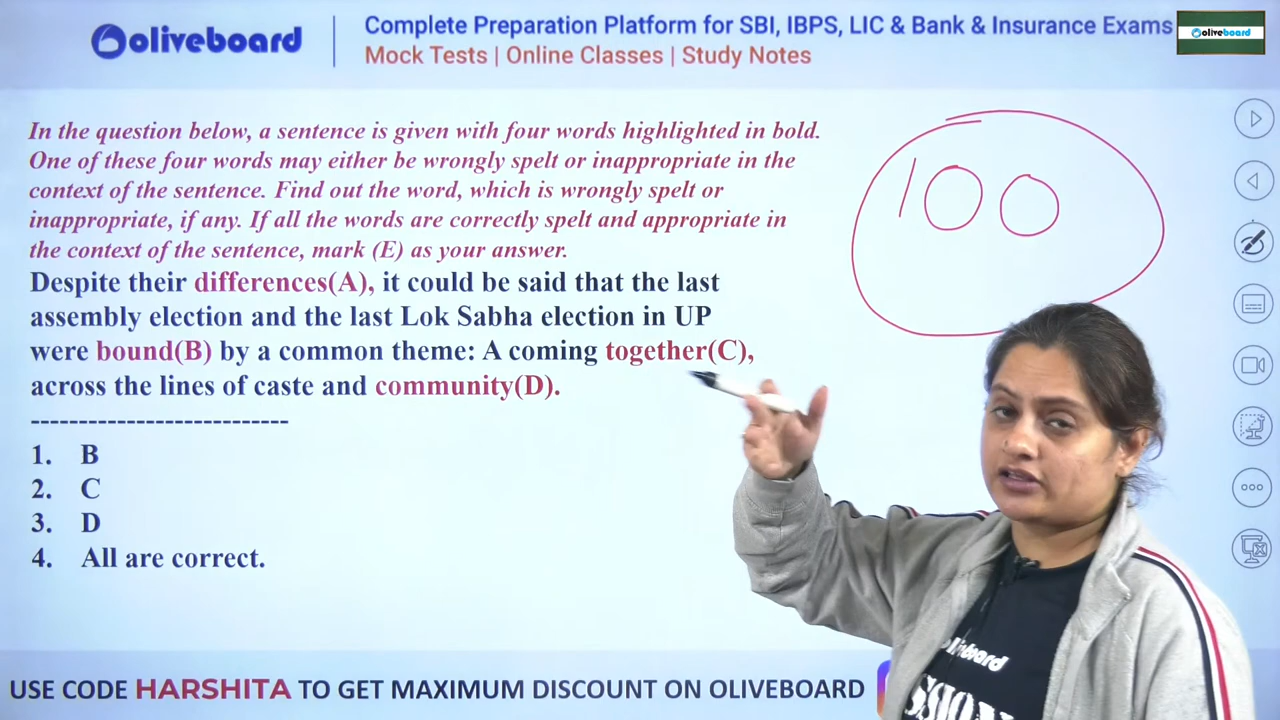 oliveboard
Complete Preparation Platform for SBI, IBPS, LIC & Bank & Insurance Exams
Mock Tests | Online Classes | Study Notes
oliveboard
In the question below, a sentence is given with four words highlighted in bold.
One of these four words may either be wrongly spelt or inappropriate in the
context of the sentence. Find out the word, which is wrongly spelt or
inappropriate, if any. If all the words are correctly spelt and appropriate in
the context of the sentence, mark (E) as your answer.
Despite their differences(A), it could be said that the last
assembly election and the last Lok Sabha election in UP
were bound(B) by a common theme: A coming together(C),
across the lines of caste and community(D).
---------------------------
1. B
2. C
3. D
4. All are correct.
100
oliveboard
USE CODE HARSHITA TO GET MAXIMUM DISCOUNT ON OLIVEBOARD